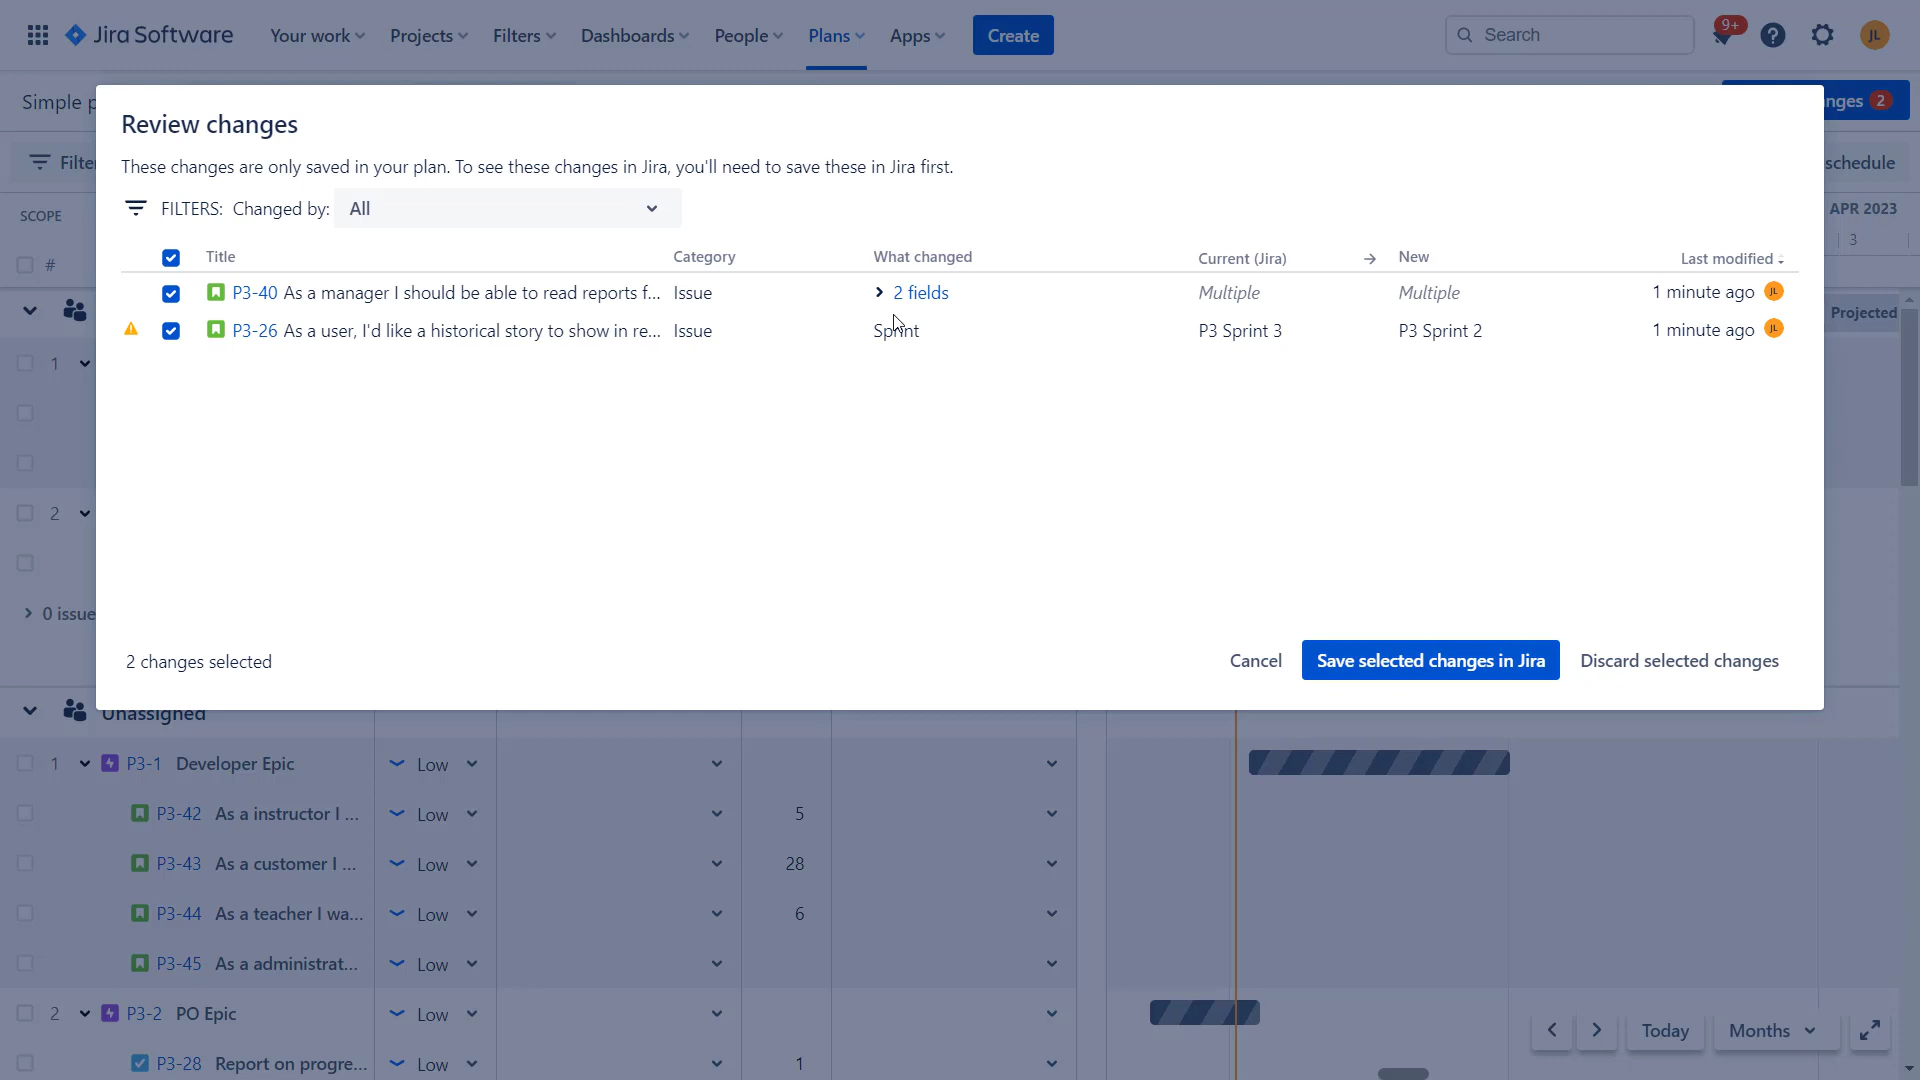 Jira Software
Your work
Projects
Filters
Dashboards
People
Plans
Apps
Create
Search
9+
JL
Simple p
nges 2
Filte
schedule
Review changes
These changes are only saved in your plan. To see these changes in Jira, you'll need to save these in Jira first.
FILTERS: Changed by: All
SCOPE
APR 2023
3
#
Title Category What changed Current (Jira) → New Last modified
P3-40 As a manager I should be able to read reports f... Issue 2 fields Multiple Multiple 1 minute ago JL
Projected
P3-26 As a user, I'd like a historical story to show in re... Issue Sprint P3 Sprint 3 P3 Sprint 2 1 minute ago JL
1
2
0 issue
2 changes selected
Cancel
Save selected changes in Jira
Discard selected changes
Unassigned
1 P3-1 Developer Epic Low
P3-42 As a instructor I ... Low 5
P3-43 As a customer I ... Low 28
P3-44 As a teacher I wa... Low 6
P3-45 As a administrat... Low
2 P3-2 PO Epic Low
Today
Months
P3-28 Report on progre... Low 1